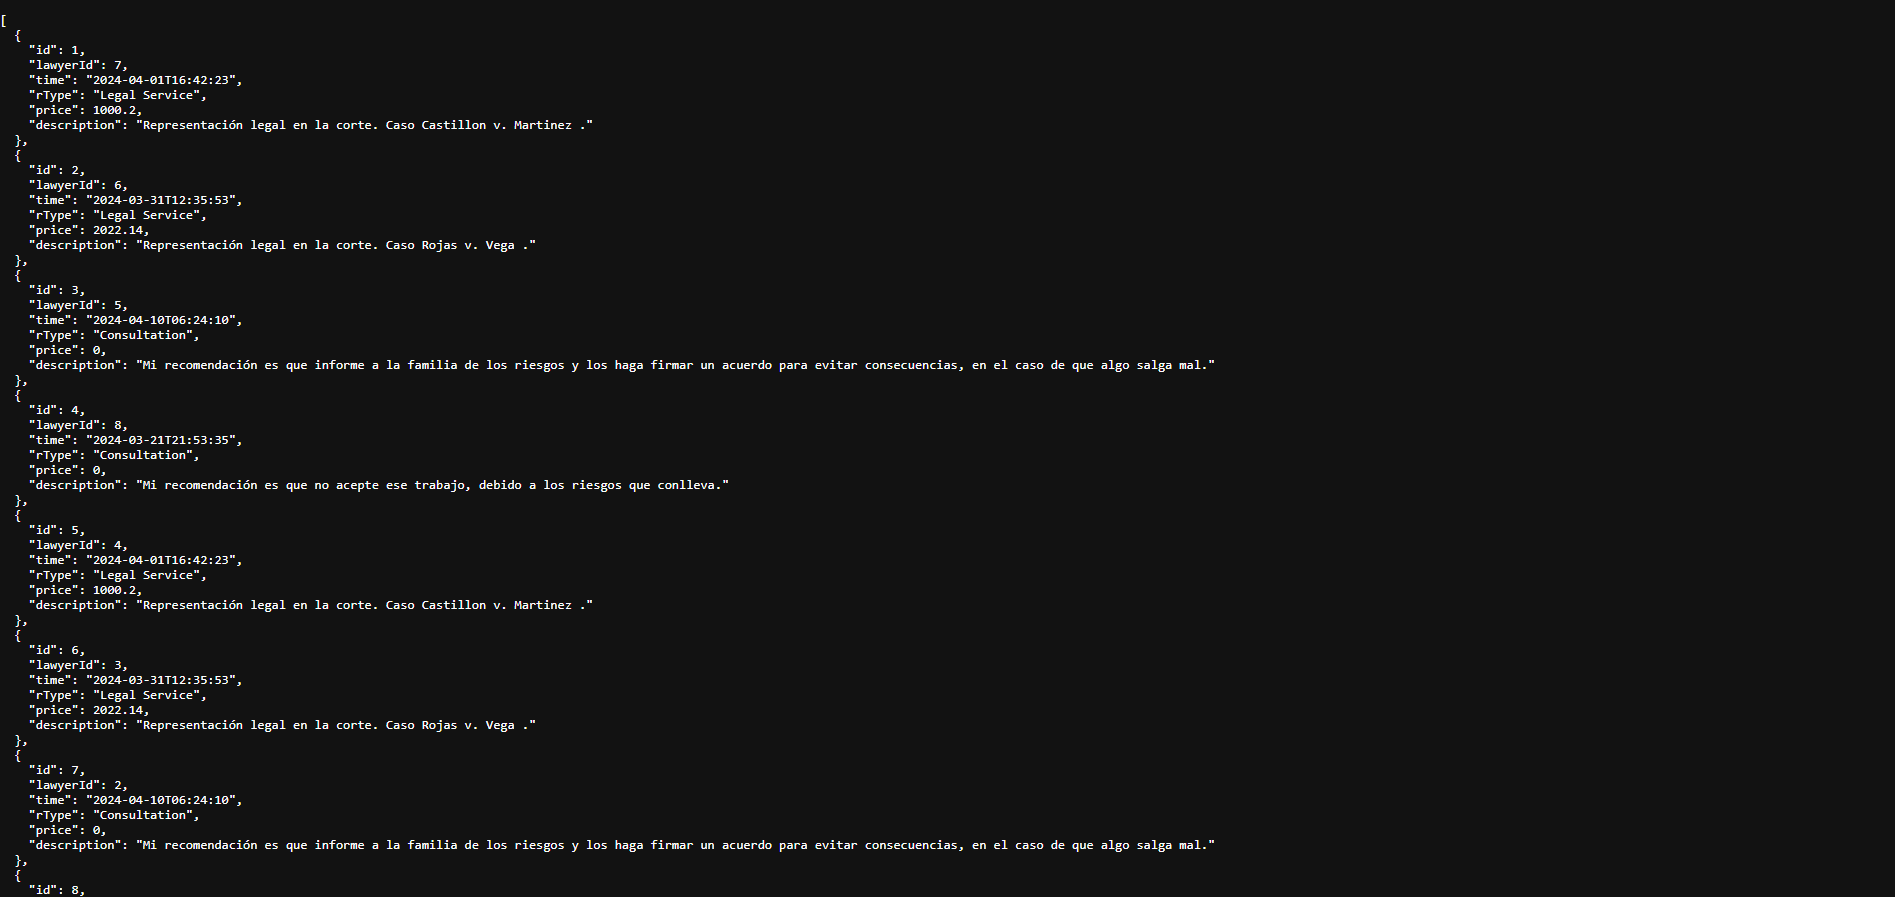 [
  {
    "id": 1,
    "lawyerId": 7,
    "time": "2024-04-01T16:42:23",
    "rType": "Legal Service",
    "price": 1000.2,
    "description": "Representación legal en la corte. Caso Castillon v. Martinez ."
  },
  {
    "id": 2,
    "lawyerId": 6,
    "time": "2024-03-31T12:35:53",
    "rType": "Legal Service",
    "price": 2022.14,
    "description": "Representación legal en la corte. Caso Rojas v. Vega ."
  },
  {
    "id": 3,
    "lawyerId": 5,
    "time": "2024-04-10T06:24:10",
    "rType": "Consultation",
    "price": 0,
    "description": "Mi recomendación es que informe a la familia de los riesgos y los haga firmar un acuerdo para evitar consecuencias, en el caso de que algo salga mal."
  },
  {
    "id": 4,
    "lawyerId": 8,
    "time": "2024-03-21T21:53:35",
    "rType": "Consultation",
    "price": 0,
    "description": "Mi recomendación es que no acepte ese trabajo, debido a los riesgos que conlleva."
  },
  {
    "id": 5,
    "lawyerId": 4,
    "time": "2024-04-01T16:42:23",
    "rType": "Legal Service",
    "price": 1000.2,
    "description": "Representación legal en la corte. Caso Castillon v. Martinez ."
  },
  {
    "id": 6,
    "lawyerId": 3,
    "time": "2024-03-31T12:35:53",
    "rType": "Legal Service",
    "price": 2022.14,
    "description": "Representación legal en la corte. Caso Rojas v. Vega ."
  },
  {
    "id": 7,
    "lawyerId": 2,
    "time": "2024-04-10T06:24:10",
    "rType": "Consultation",
    "price": 0,
    "description": "Mi recomendación es que informe a la familia de los riesgos y los haga firmar un acuerdo para evitar consecuencias, en el caso de que algo salga mal."
  },
  {
    "id": 8,